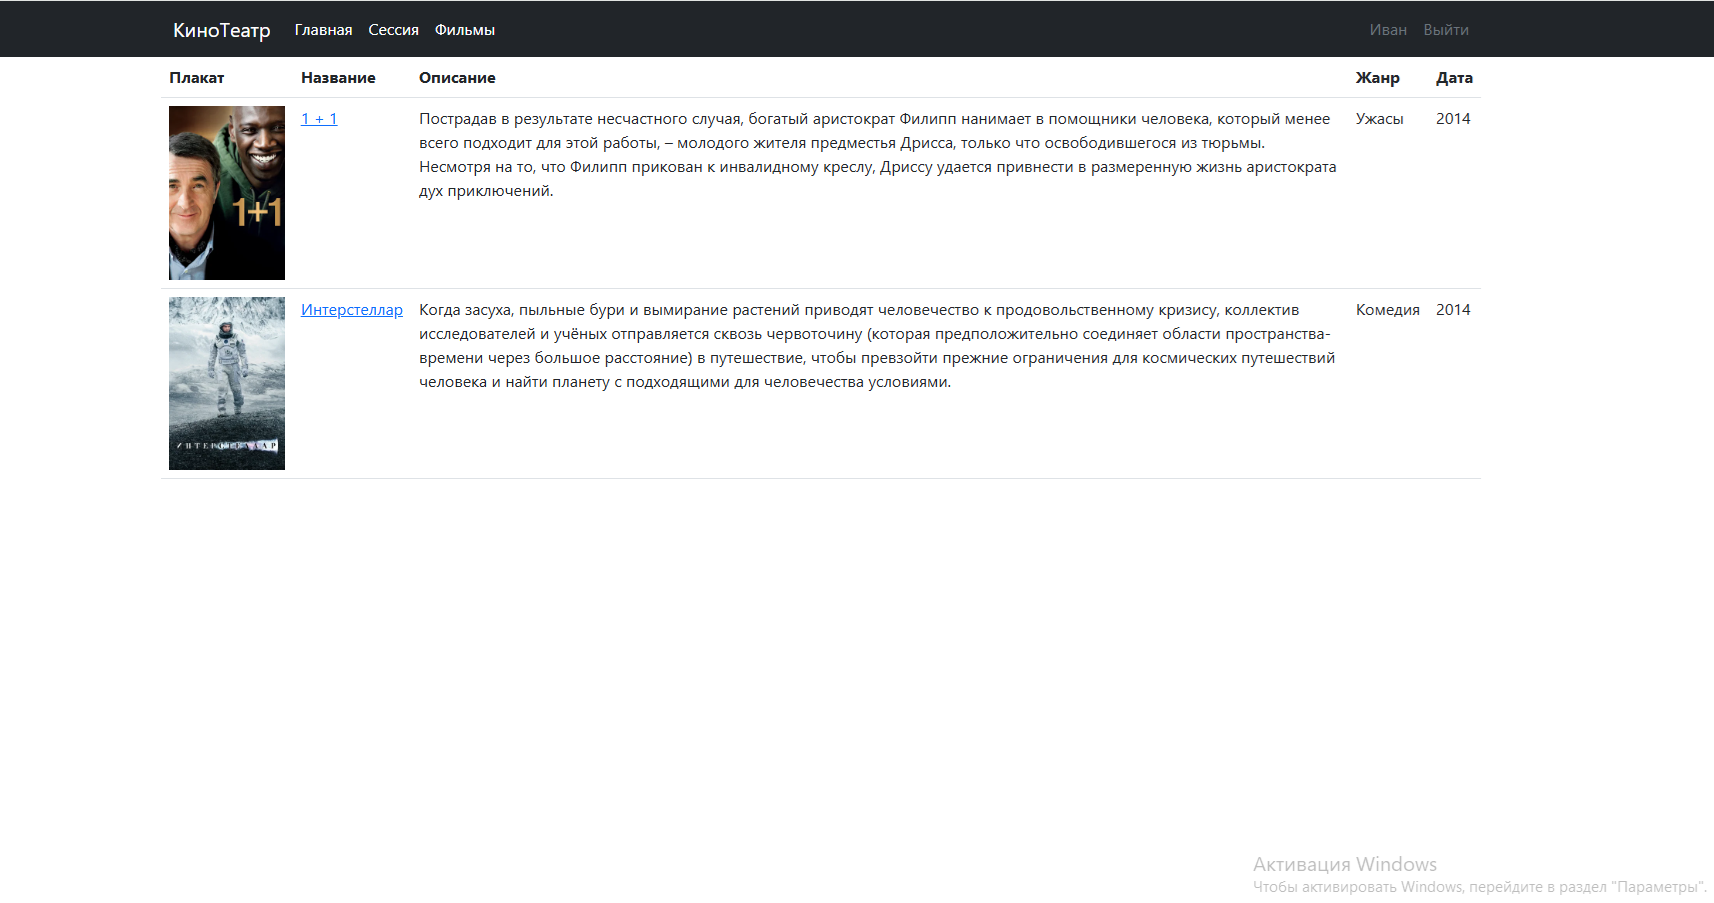 КиноТеатр Главная Сессия Фильмы Иван Выйти
Плакат Название Описание Жанр Дата
1+1
1 + 1
Пострадав в результате несчастного случая, богатый аристократ Филипп нанимает в помощники человека, который менее
всего подходит для этой работы, – молодого жителя предместья Дрисса, только что освободившегося из тюрьмы.
Несмотря на то, что Филипп прикован к инвалидному креслу, Дриссу удается привнести в размеренную жизнь аристократа
дух приключений.
Ужасы
2014
ИНТЕРСТЕЛЛАР
Интерстеллар
Когда засуха, пыльные бури и вымирание растений приводят человечество к продовольственному кризису, коллектив
исследователей и учёных отправляется сквозь червоточину (которая предположительно соединяет области пространства-
времени через большое расстояние) в путешествие, чтобы превзойти прежние ограничения для космических путешествий
человека и найти планету с подходящими для человечества условиями.
Комедия
2014
Активация Windows
Чтобы активировать Windows, перейдите в раздел "Параметры".